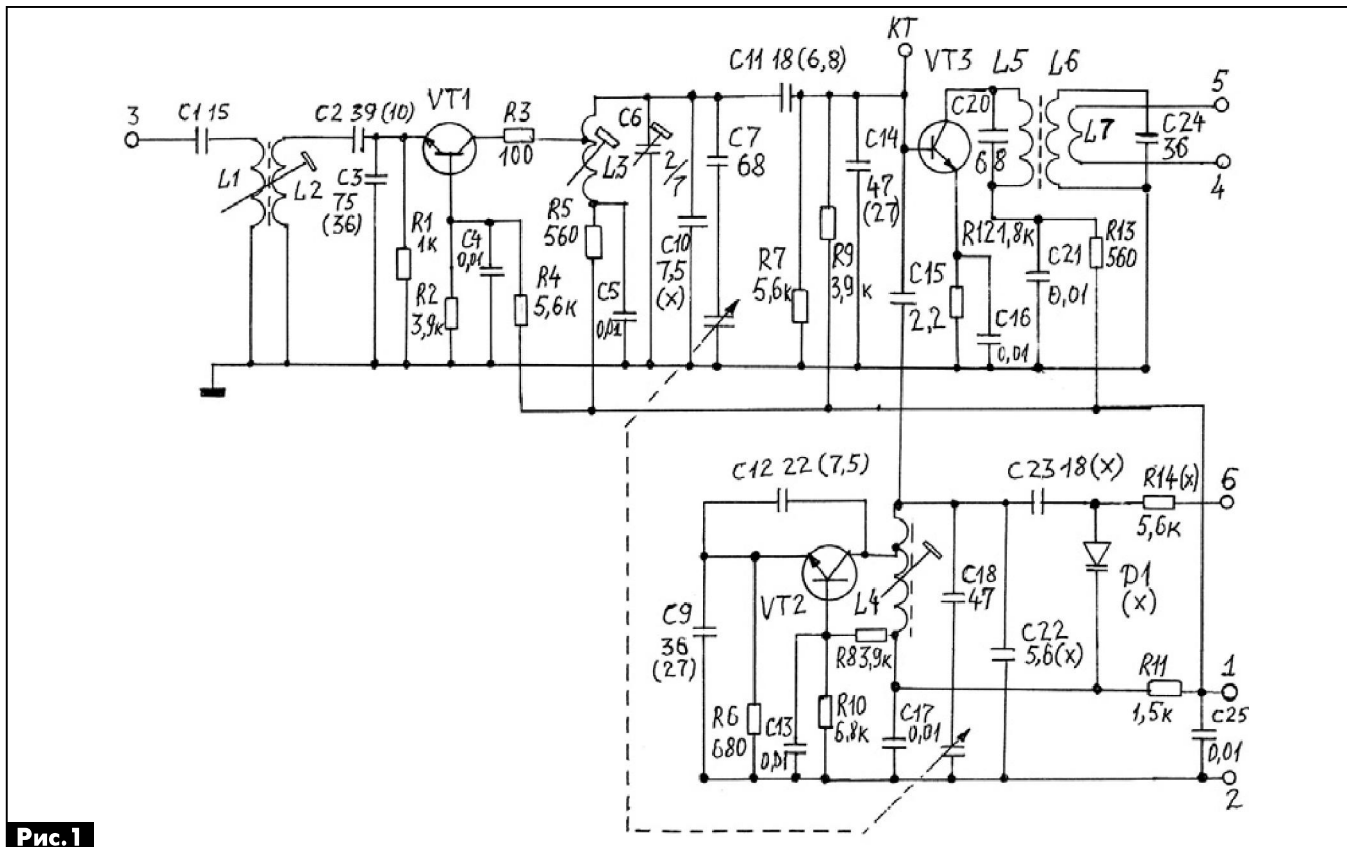 КТ
C11 18 (6,8)
VT3
L5
L6
3
C1 15
C2 39 (10)
VT1
R3
100
C6
2/7
C7
68
C14
47
(27)
C20
68
L7
C24
36
5
4
L1
L2
C3
75
(36)
R1
1к
C4
0,01
R2
3,9к
R4
5,6к
L3
R5
560
C5
0,01
C10
7,5
(х)
R7
5,6к
R9
3,9к
C15
2,2
R12 1,8к
C16
0,01
C21
0,01
R13
560
C12 22 (7,5)
C23 18 (х)
R14 (х)
5,6к
6
C9
36
(27)
VT2
L4
C18
47
C22
5,6 (х)
D1
(х)
R8 3,9к
R6
680
C13
0,01
R10
6,8к
C17
0,01
R11
1,5к
1
C25
0,01
2
Рис.1